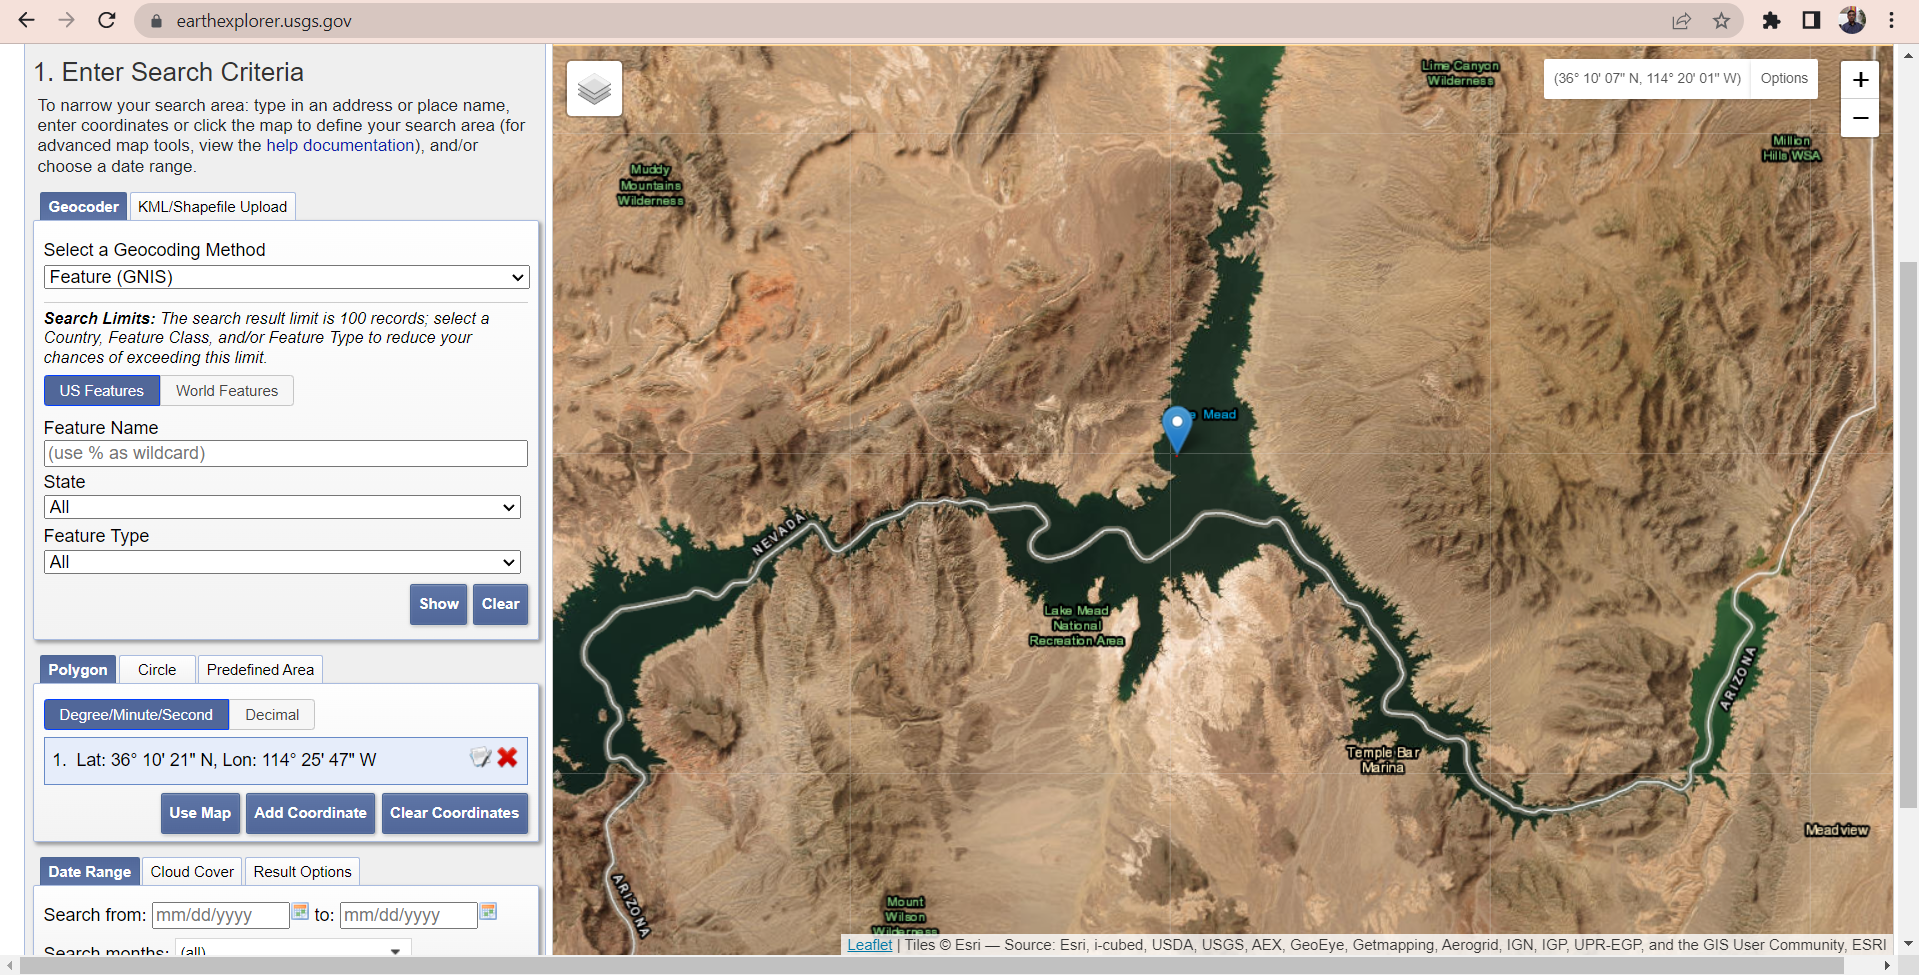 earthexplorer.usgs.gov
1. Enter Search Criteria
To narrow your search area: type in an address or place name,
enter coordinates or click the map to define your search area (for
advanced map tools, view the help documentation), and/or
choose a date range.
Geocoder
KML/Shapefile Upload
Select a Geocoding Method
Feature (GNIS)
Search Limits: The search result limit is 100 records; select a
Country, Feature Class, and/or Feature Type to reduce your
chances of exceeding this limit.
US Features
World Features
Feature Name
(use % as wildcard)
State
All
Feature Type
All
Show
Clear
Polygon
Circle
Predefined Area
Degree/Minute/Second
Decimal
1. Lat: 36° 10' 21" N, Lon: 114° 25' 47" W
Use Map
Add Coordinate
Clear Coordinates
Date Range
Cloud Cover
Result Options
Search from: mm/dd/yyyy to: mm/dd/yyyy
Search months: (all)
(36° 10' 07" N, 114° 20' 01" W)
Options
+
−
Lime Canyon
Wilderness
Million
Hills WSA
Muddy
Mountains
Wilderness
Mead
NEVADA
Lake Mead
National
Recreation Area
ARIZONA
Temple Bar
Marina
Meadview
ARIZONA
Mount
Wilson
Wilderness
Leaflet | Tiles © Esri — Source: Esri, i-cubed, USDA, USGS, AEX, GeoEye, Getmapping, Aerogrid, IGN, IGP, UPR-EGP, and the GIS User Community, ESRI